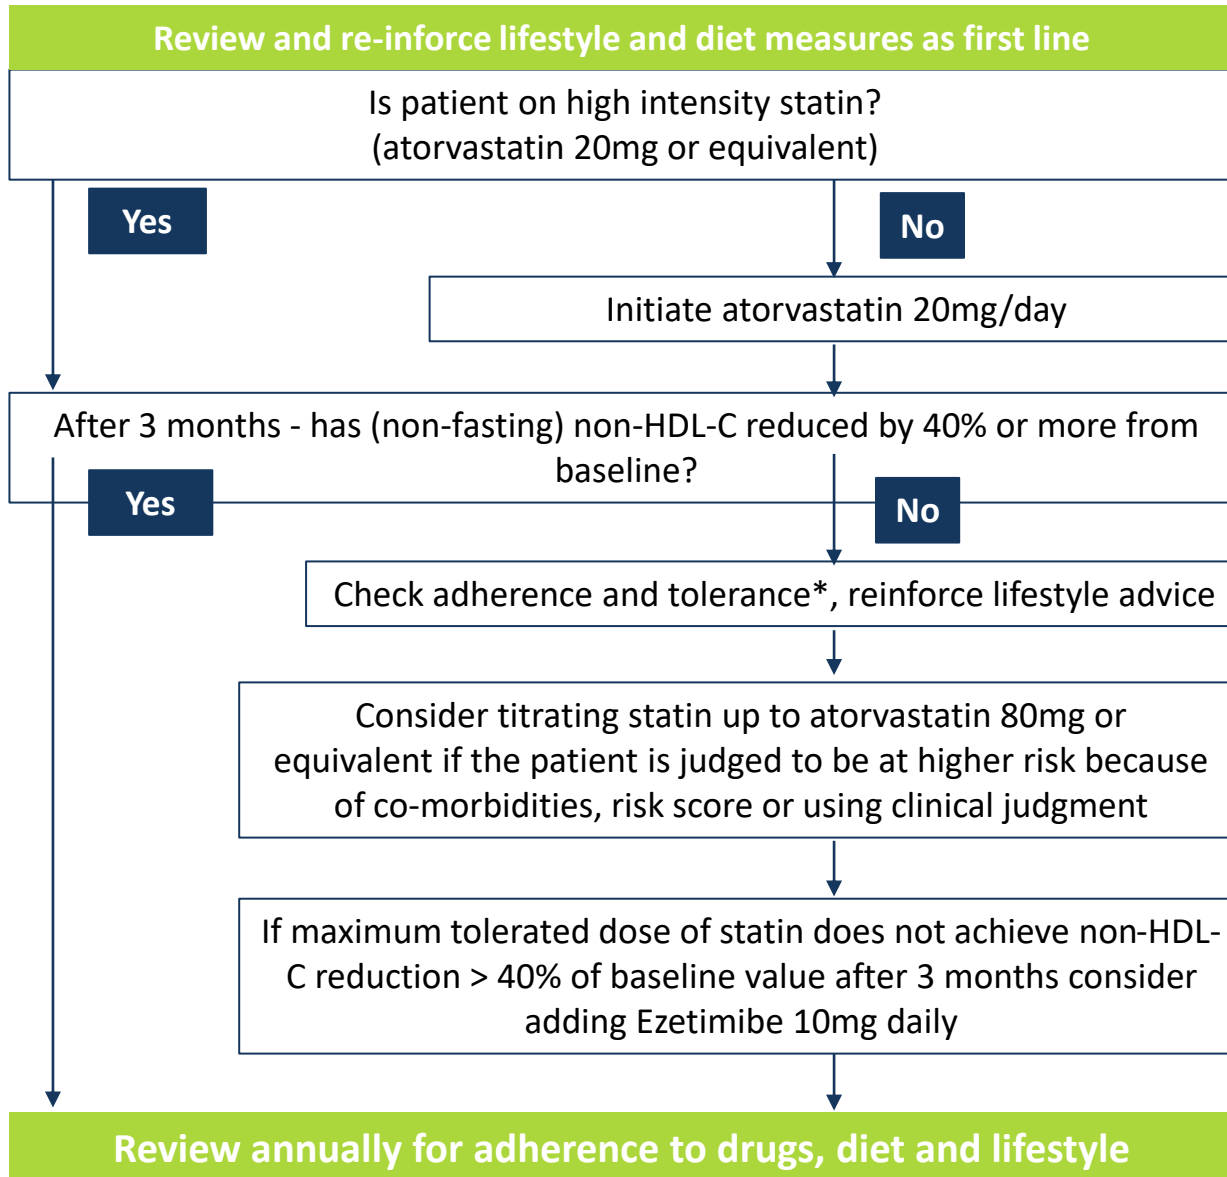 Review and re-inforce lifestyle and diet measures as first line
Is patient on high intensity statin?
(atorvastatin 20mg or equivalent)
Yes
No
Initiate atorvastatin 20mg/day
After 3 months - has (non-fasting) non-HDL-C reduced by 40% or more from
baseline?
Yes
No
Check adherence and tolerance*, reinforce lifestyle advice
Consider titrating statin up to atorvastatin 80mg or
equivalent if the patient is judged to be at higher risk because
of co-morbidities, risk score or using clinical judgment
If maximum tolerated dose of statin does not achieve non-HDL-
C reduction > 40% of baseline value after 3 months consider
adding Ezetimibe 10mg daily
Review annually for adherence to drugs, diet and lifestyle